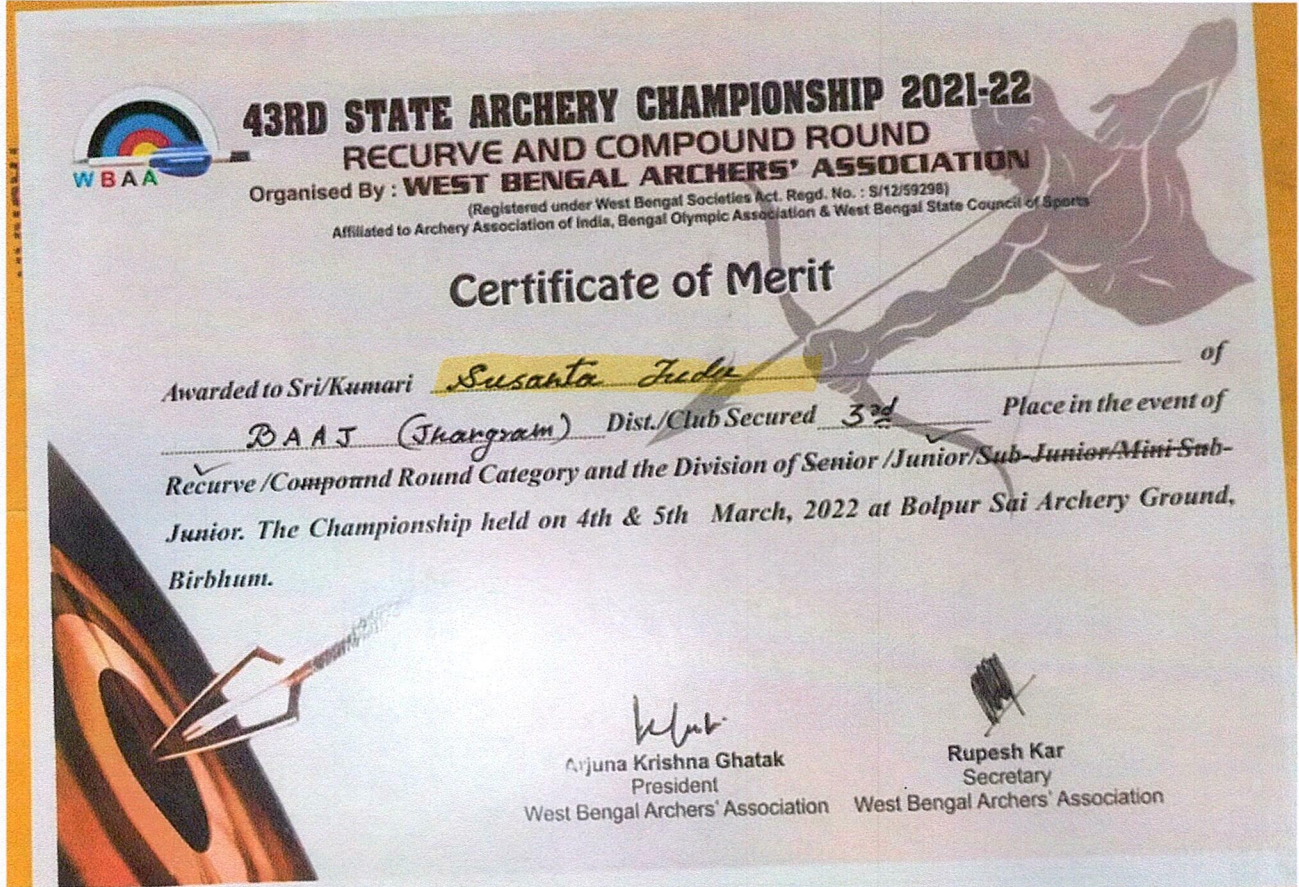 43RD STATE ARCHERY CHAMPIONSHIP 2021-22
RECURVE AND COMPOUND ROUND
WBAA
Organised By : WEST BENGAL ARCHERS' ASSOCIATION
(Registered under West Bengal Societies Act. Regd. No. : S/12/59298)
Affiliated to Archery Association of India, Bengal Olympic Association & West Bengal State Council of Sports
Certificate of Merit
Awarded to Sri/Kumari Susanta of
BAAJ (Jhargram) Dist./Club Secured 3rd Place in the event of
Recurve /Compound Round Category and the Division of Senior /Junior/Sub-Junior/Mini Sub-
Junior. The Championship held on 4th & 5th March, 2022 at Bolpur Sai Archery Ground,
Birbhum.
Arjuna Krishna Ghatak
President
West Bengal Archers' Association
Rupesh Kar
Secretary
West Bengal Archers' Association